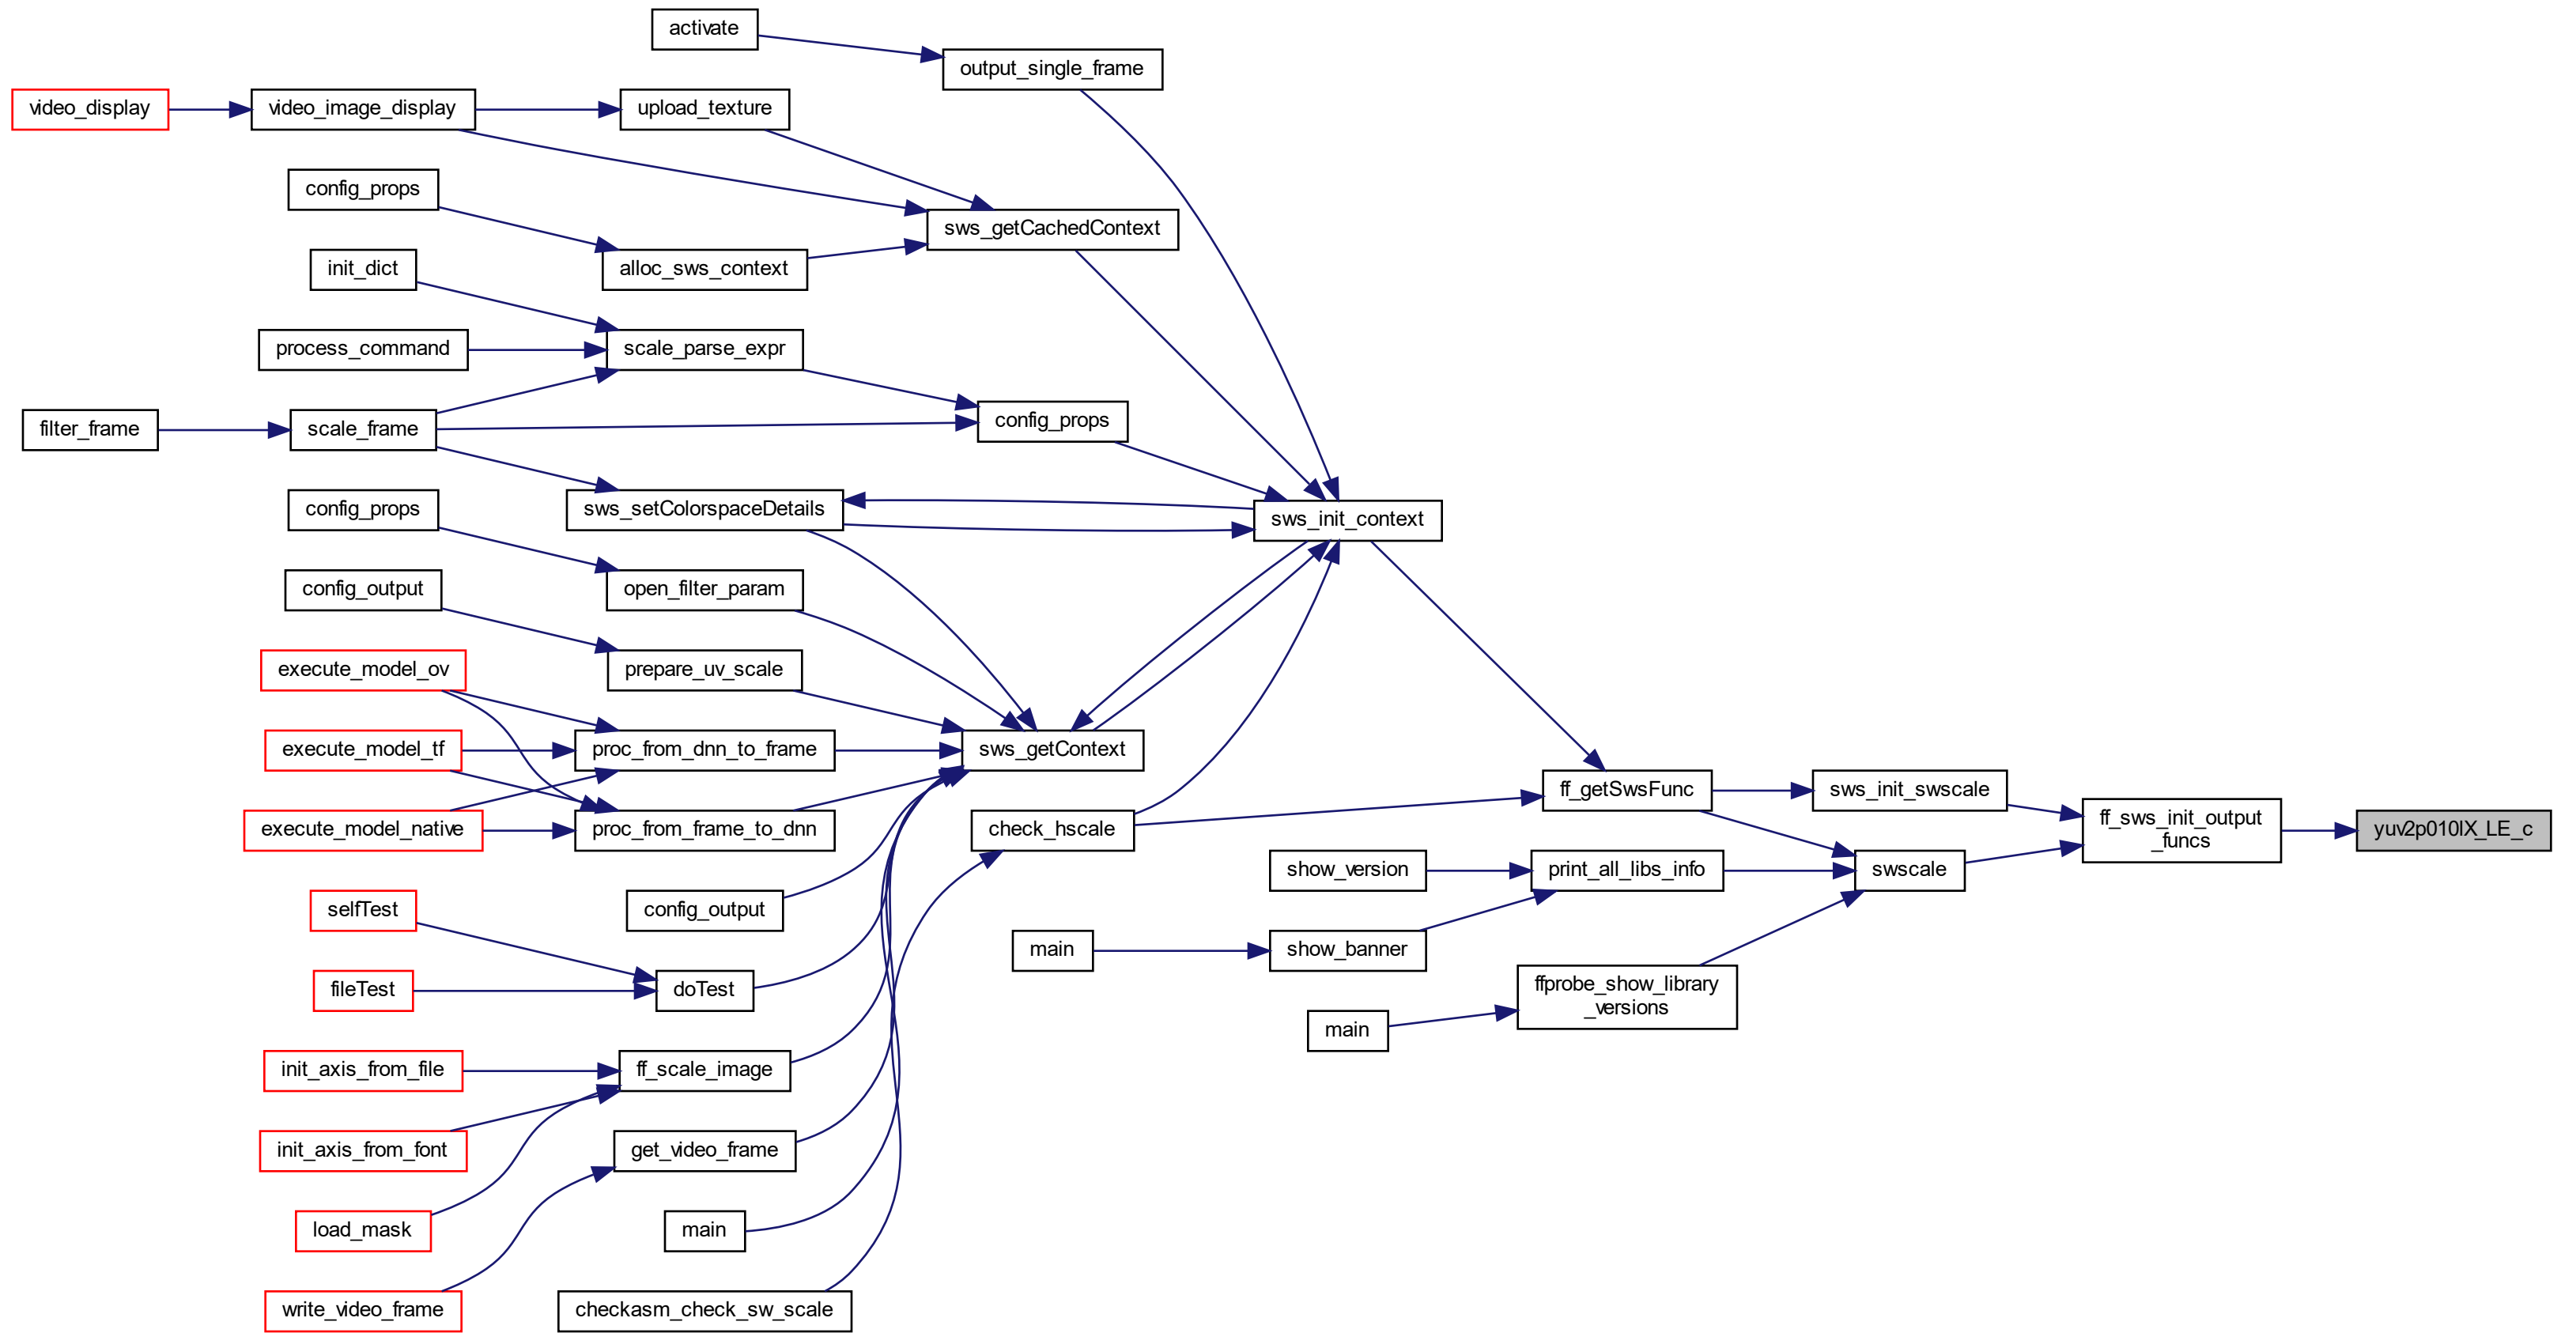 activate
output_single_frame
video_display
video_image_display
upload_texture
config_props
sws_getCachedContext
init_dict
alloc_sws_context
process_command
scale_parse_expr
filter_frame
scale_frame
config_props
config_props
sws_setColorspaceDetails
sws_init_context
config_output
open_filter_param
execute_model_ov
prepare_uv_scale
execute_model_tf
proc_from_dnn_to_frame
sws_getContext
ff_getSwsFunc
sws_init_swscale
execute_model_native
proc_from_frame_to_dnn
check_hscale
ff_sws_init_output
_funcs
yuv2p010lX_LE_c
show_version
print_all_libs_info
swscale
selfTest
config_output
main
show_banner
fileTest
doTest
ffprobe_show_library
_versions
main
init_axis_from_file
ff_scale_image
init_axis_from_font
get_video_frame
load_mask
main
write_video_frame
checkasm_check_sw_scale